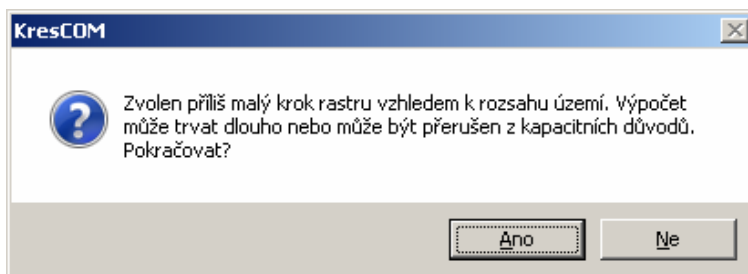 KresCOM
Zvolen příliš malý krok rastru vzhledem k rozsahu území. Výpočet
může trvat dlouho nebo může být přerušen z kapacitních důvodů.
Pokračovat?
Ano
Ne